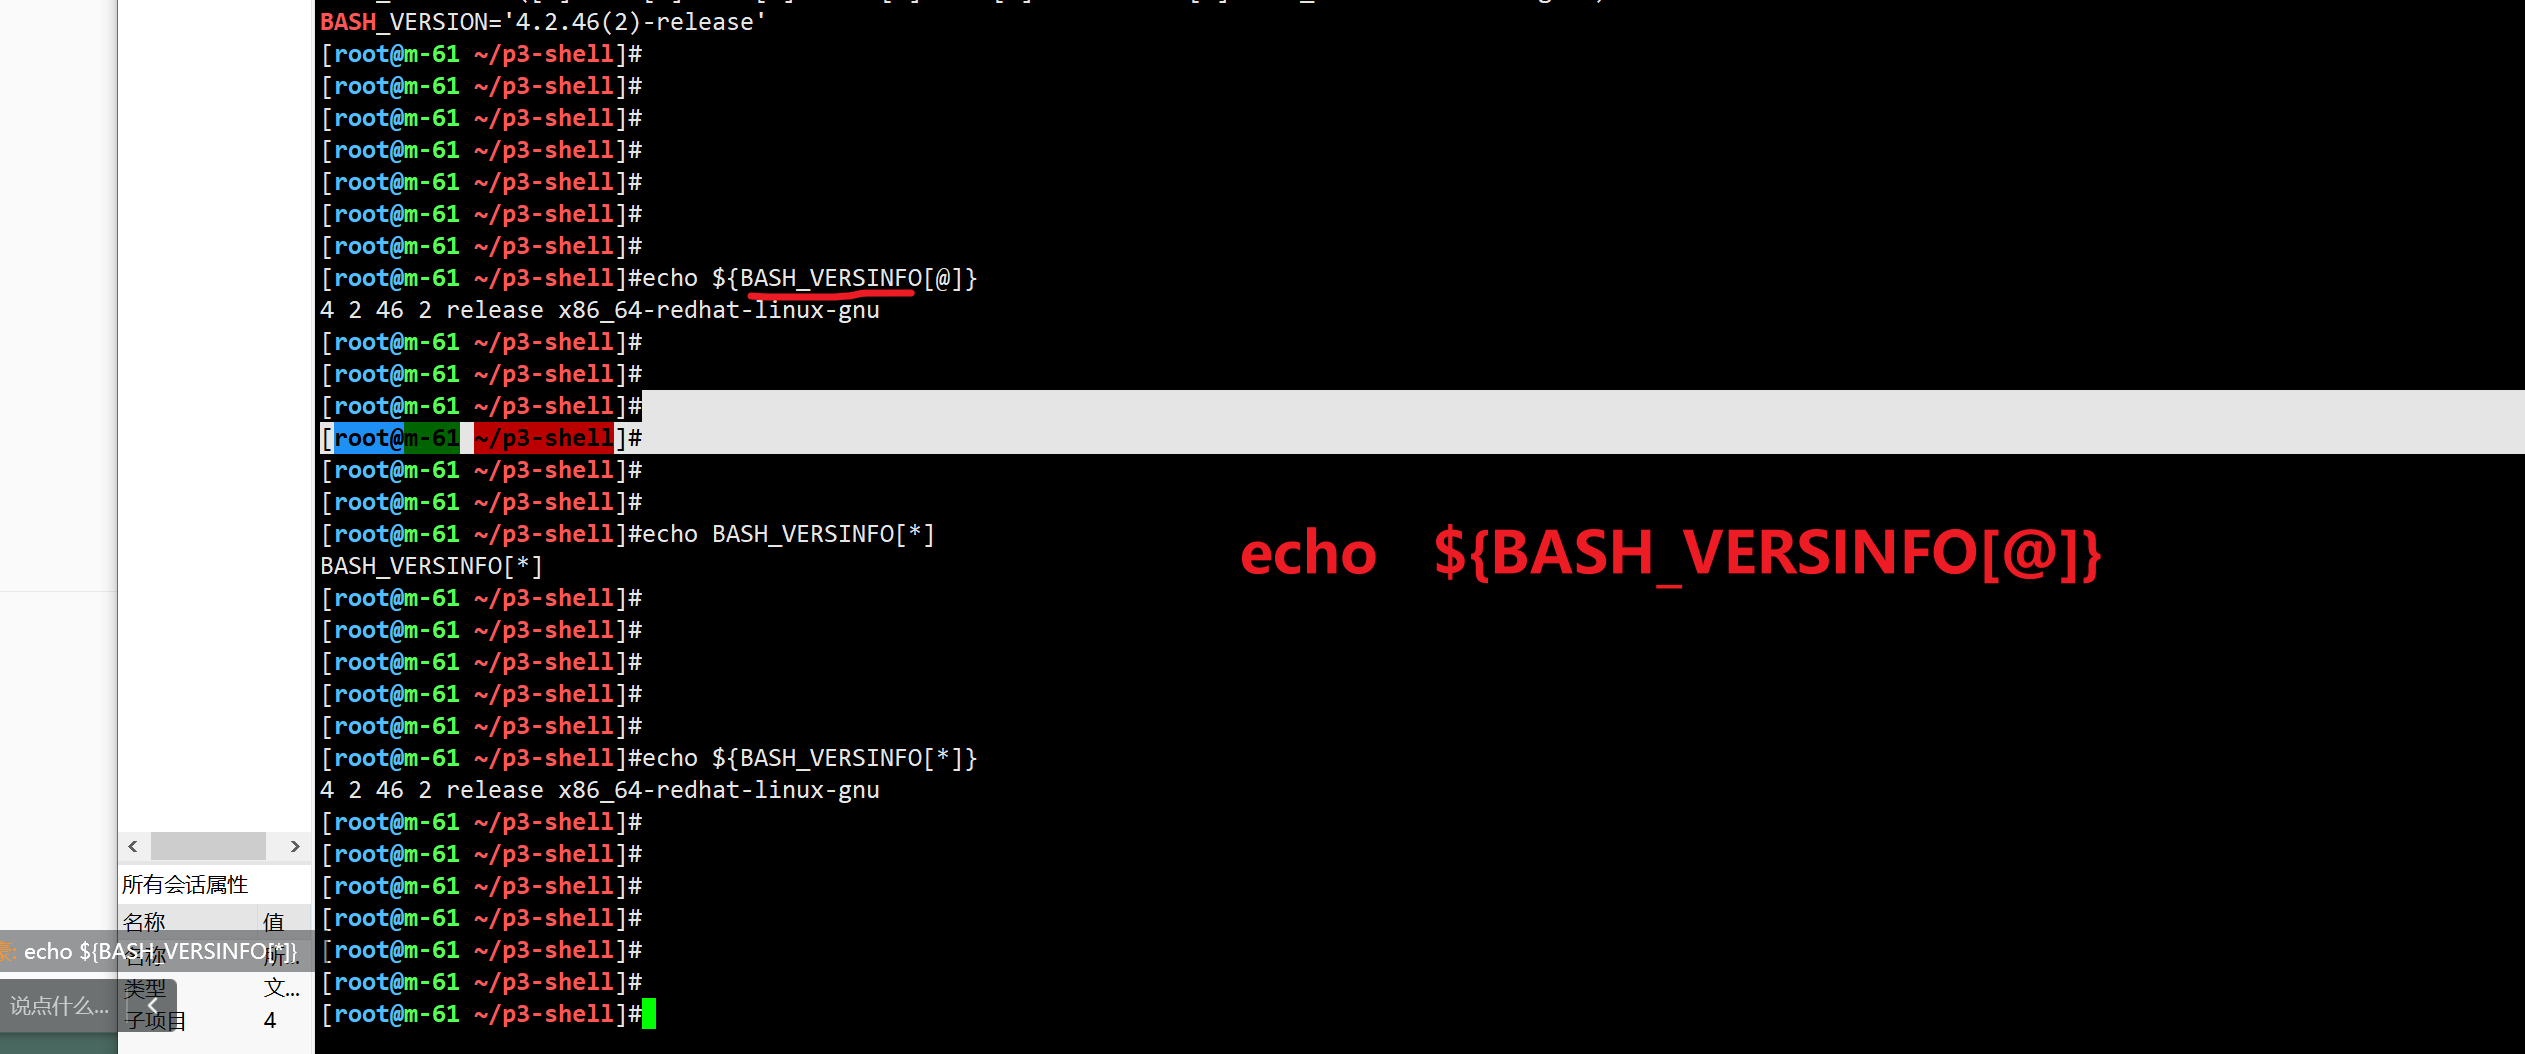 BASH_VERSION='4.2.46(2)-release'
[root@m-61 ~/p3-shell]#
[root@m-61 ~/p3-shell]#
[root@m-61 ~/p3-shell]#
[root@m-61 ~/p3-shell]#
[root@m-61 ~/p3-shell]#
[root@m-61 ~/p3-shell]#
[root@m-61 ~/p3-shell]#
[root@m-61 ~/p3-shell]#echo ${BASH_VERSINFO[@]}
4 2 46 2 release x86_64-redhat-linux-gnu
[root@m-61 ~/p3-shell]#
[root@m-61 ~/p3-shell]#
[root@m-61 ~/p3-shell]#
[root@m-61 ~/p3-shell]#
[root@m-61 ~/p3-shell]#
[root@m-61 ~/p3-shell]#
[root@m-61 ~/p3-shell]#echo BASH_VERSINFO[*]
BASH_VERSINFO[*]
echo ${BASH_VERSINFO[@]}
[root@m-61 ~/p3-shell]#
[root@m-61 ~/p3-shell]#
[root@m-61 ~/p3-shell]#
[root@m-61 ~/p3-shell]#
[root@m-61 ~/p3-shell]#
[root@m-61 ~/p3-shell]#echo ${BASH_VERSINFO[*]}
4 2 46 2 release x86_64-redhat-linux-gnu
[root@m-61 ~/p3-shell]#
[root@m-61 ~/p3-shell]#
[root@m-61 ~/p3-shell]#
[root@m-61 ~/p3-shell]#
[root@m-61 ~/p3-shell]#
[root@m-61 ~/p3-shell]#
[root@m-61 ~/p3-shell]#
所有会话属性
名称 值
echo ${BASH_VERSINFO[*]}
名称 所...
类型 文...
说点什么...
子项目 4